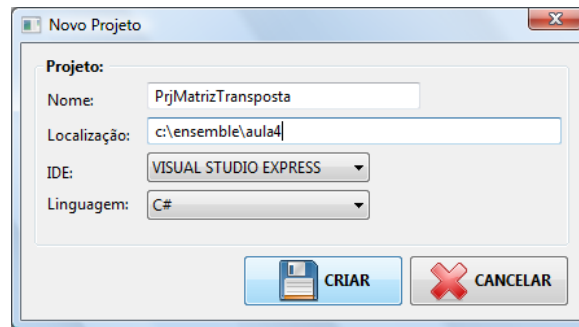 Novo Projeto
Projeto:
Nome: PrjMatrizTransposta
Localização: c:\ensemble\aula4
IDE: VISUAL STUDIO EXPRESS
Linguagem: C#
CRIAR CANCELAR